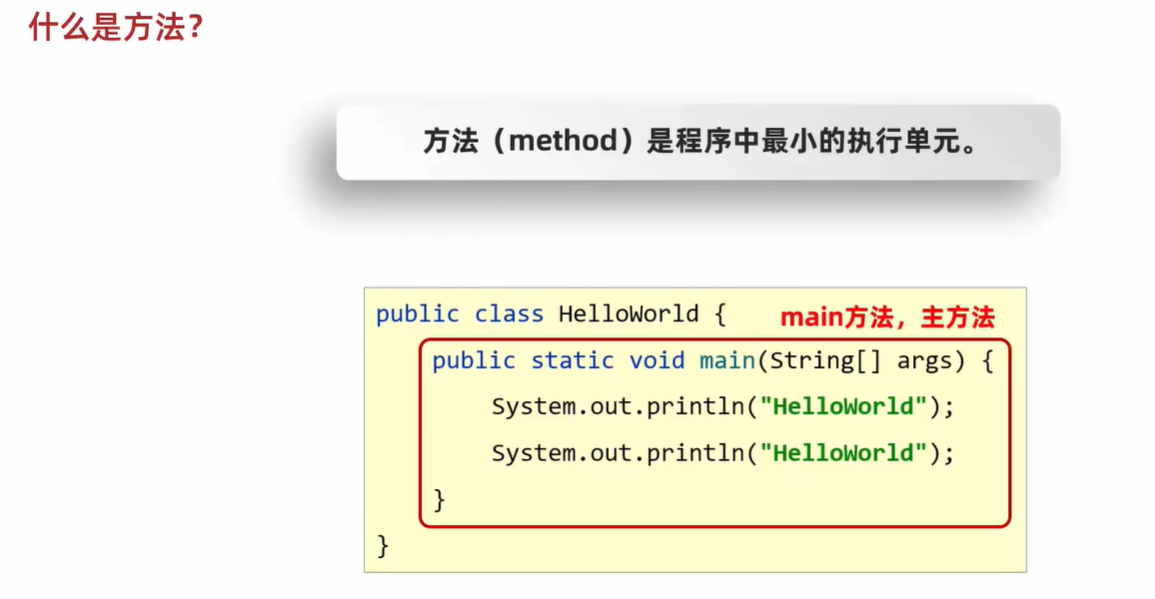 什么是方法？
方法（method）是程序中最小的执行单元。
public class HelloWorld {
main方法，主方法
public static void main(String[] args) {
System.out.println("HelloWorld");
System.out.println("HelloWorld");
}
}